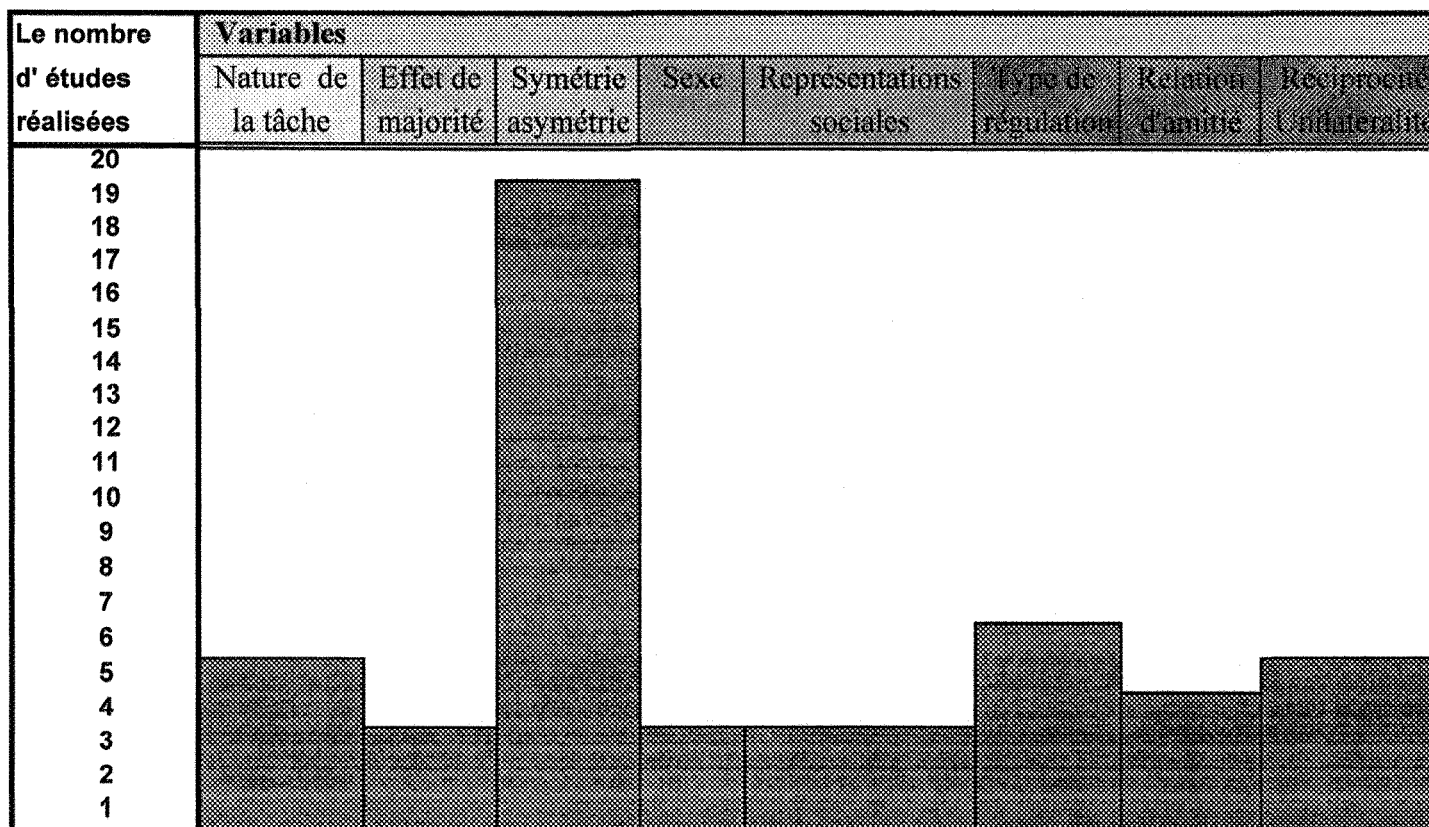 Le nombre
d' études
réalisées
Variables
Nature de
la tâche
Effet de
majorité
Symétrie
asymétrie
Sexe
Représentations
sociales
Type de
régulation
Relation
d'amitié
Réciprocité
Unilatéralité
20
19
18
17
16
15
14
13
12
11
10
9
8
7
6
5
4
3
2
1